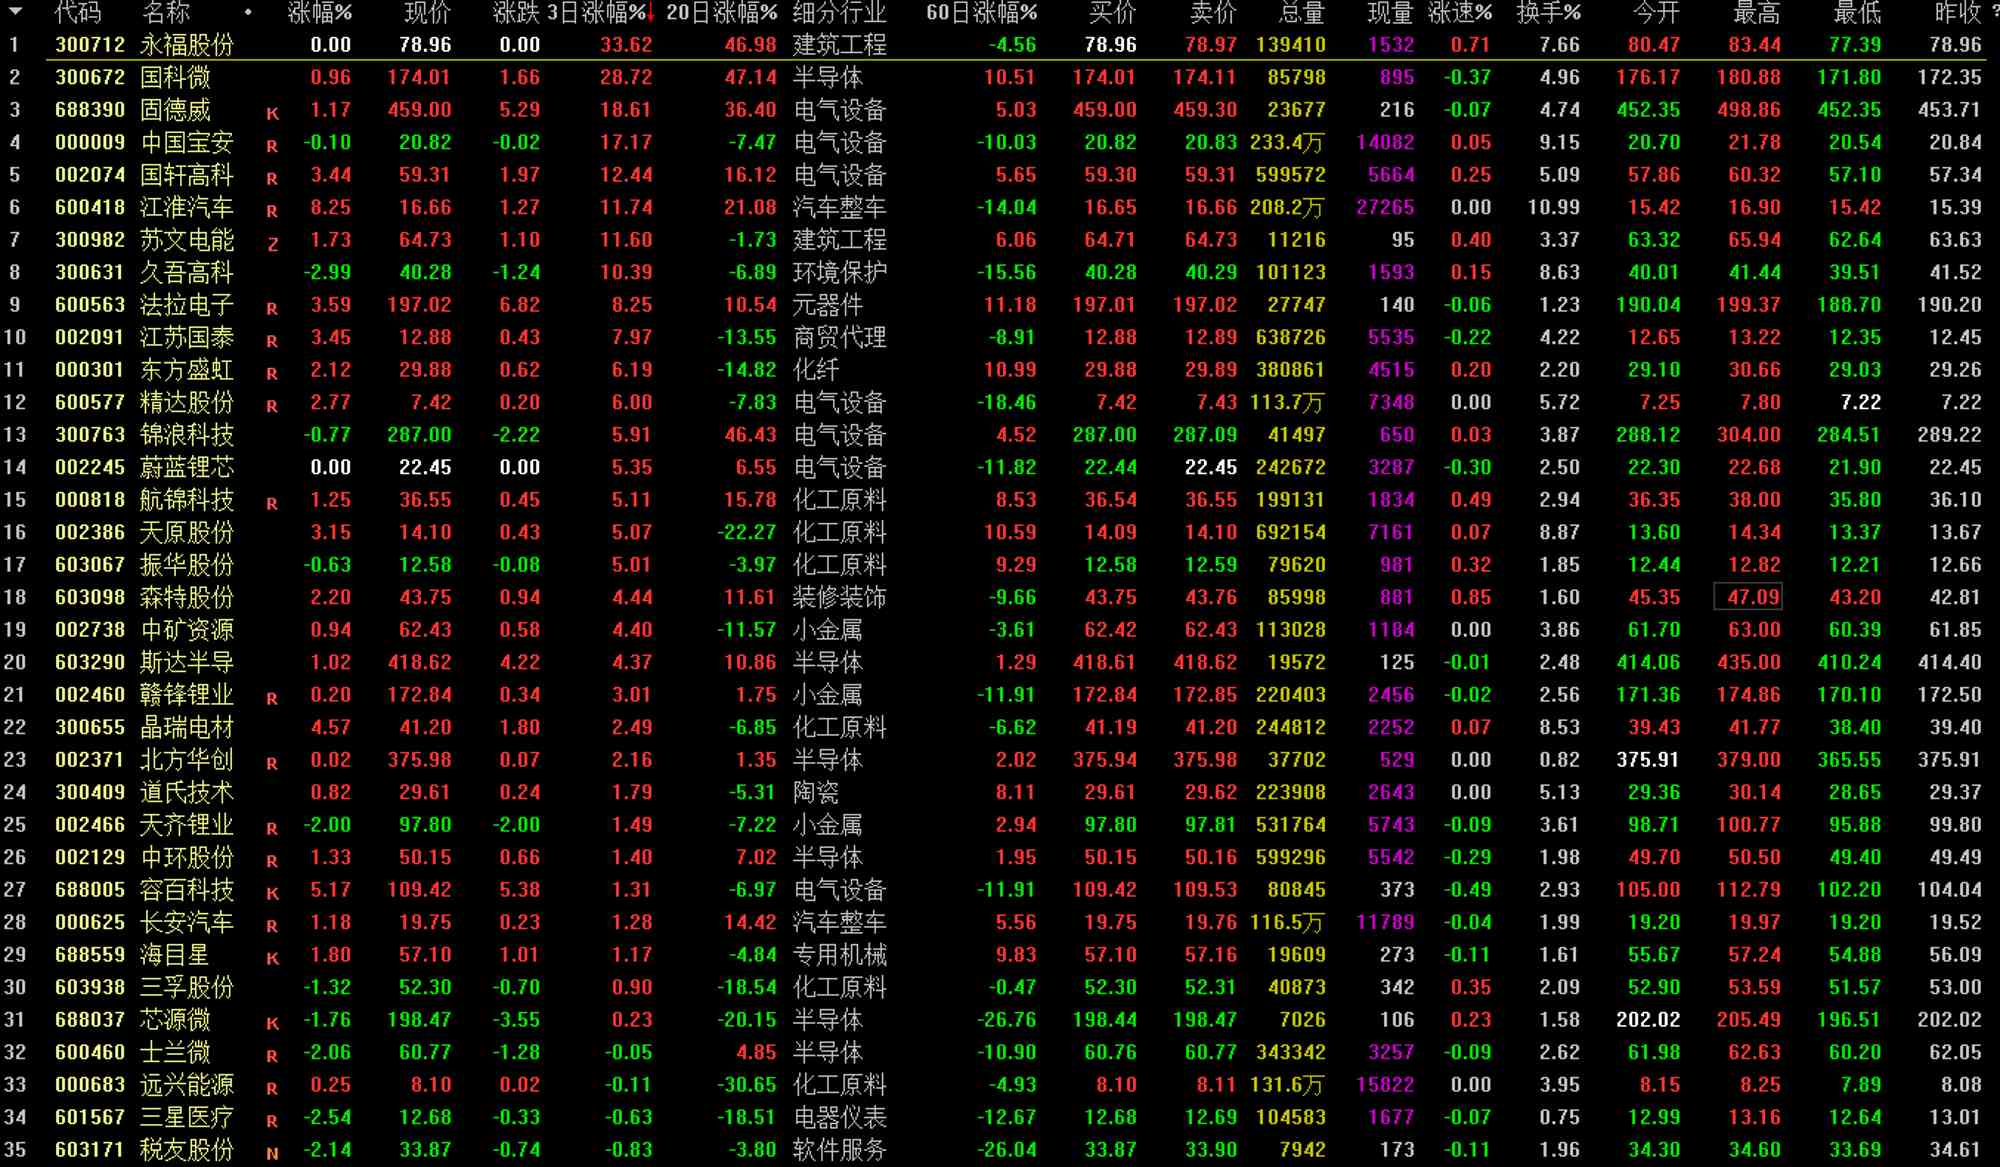 代码 名称 • 涨幅% 现价 涨跌 3日涨幅%↓ 20日涨幅% 细分行业 60日涨幅% 买价 卖价 总量 现量 涨速% 换手% 今开 最高 最低 昨收
1 300712 永福股份 0.00 78.96 0.00 33.62 46.98 建筑工程 -4.56 78.96 78.97 139410 1532 0.71 7.66 80.47 83.44 77.39 78.96
2 300672 国科微 0.96 174.01 1.66 28.72 47.14 半导体 10.51 174.01 174.11 85798 895 -0.37 4.96 176.17 180.88 171.80 172.35
3 688390 固德威 K 1.17 459.00 5.29 18.61 36.40 电气设备 5.03 459.00 459.30 23677 216 -0.07 4.74 452.35 498.86 452.35 453.71
4 000009 中国宝安 R -0.10 20.82 -0.02 17.17 -7.47 电气设备 -10.03 20.82 20.83 233.4万 14082 0.05 9.15 20.70 21.78 20.54 20.84
5 002074 国轩高科 R 3.44 59.31 1.97 12.44 16.12 电气设备 5.65 59.30 59.31 599572 5664 0.25 5.09 57.86 60.32 57.10 57.34
6 600418 江淮汽车 R 8.25 16.66 1.27 11.74 21.08 汽车整车 -14.04 16.65 16.66 208.2万 27265 0.00 10.99 15.42 16.90 15.42 15.39
7 300982 苏文电能 Z 1.73 64.73 1.10 11.60 -1.73 建筑工程 6.06 64.71 64.73 11216 95 0.40 3.37 63.32 65.94 62.64 63.63
8 300631 久吾高科 -2.99 40.28 -1.24 10.39 -6.89 环境保护 -15.56 40.28 40.29 101123 1593 0.15 8.63 40.01 41.44 39.51 41.52
9 600563 法拉电子 R 3.59 197.02 6.82 8.25 10.54 元器件 11.18 197.01 197.02 27747 140 -0.06 1.23 190.04 199.37 188.70 190.20
10 002091 江苏国泰 R 3.45 12.88 0.43 7.97 -13.55 商贸代理 -8.91 12.88 12.89 638726 5535 -0.22 4.22 12.65 13.22 12.35 12.45
11 000301 东方盛虹 R 2.12 29.88 0.62 6.19 -14.82 化纤 10.99 29.88 29.89 380861 4515 0.20 2.20 29.10 30.66 29.03 29.26
12 600577 精达股份 R 2.77 7.42 0.20 6.00 -7.83 电气设备 -18.46 7.42 7.43 113.7万 7348 0.00 5.72 7.25 7.80 7.22 7.22
13 300763 锦浪科技 -0.77 287.00 -2.22 5.91 46.43 电气设备 4.52 287.00 287.09 41497 650 0.03 3.87 288.12 304.00 284.51 289.22
14 002245 蔚蓝锂芯 0.00 22.45 0.00 5.35 6.55 电气设备 -11.82 22.44 22.45 242672 3287 -0.30 2.50 22.30 22.68 21.90 22.45
15 000818 航锦科技 R 1.25 36.55 0.45 5.11 15.78 化工原料 8.53 36.54 36.55 199131 1834 0.49 2.94 36.35 38.00 35.80 36.10
16 002386 天原股份 3.15 14.10 0.43 5.07 -22.27 化工原料 10.59 14.09 14.10 692154 7161 0.07 8.87 13.60 14.34 13.37 13.67
17 603067 振华股份 -0.63 12.58 -0.08 5.01 -3.97 化工原料 9.29 12.58 12.59 79620 981 0.32 1.85 12.44 12.82 12.21 12.66
18 603098 森特股份 2.20 43.75 0.94 4.44 11.61 装修装饰 -9.66 43.75 43.76 85998 881 0.85 1.60 45.35 47.09 43.20 42.81
19 002738 中矿资源 0.94 62.43 0.58 4.40 -11.57 小金属 -3.61 62.42 62.43 113028 1184 0.00 3.86 61.70 63.00 60.39 61.85
20 603290 斯达半导 1.02 418.62 4.22 4.37 10.86 半导体 1.29 418.61 418.62 19572 125 -0.01 2.48 414.06 435.00 410.24 414.40
21 002460 赣锋锂业 R 0.20 172.84 0.34 3.01 1.75 小金属 -11.91 172.84 172.85 220403 2456 -0.02 2.56 171.36 174.86 170.10 172.50
22 300655 晶瑞电材 4.57 41.20 1.80 2.49 -6.85 化工原料 -6.62 41.19 41.20 244812 2252 0.07 8.53 39.43 41.77 38.40 39.40
23 002371 北方华创 R 0.02 375.98 0.07 2.16 1.35 半导体 2.02 375.94 375.98 37702 529 0.00 0.82 375.91 379.00 365.55 375.91
24 300409 道氏技术 0.82 29.61 0.24 1.79 -5.31 陶瓷 8.11 29.61 29.62 223908 2643 0.00 5.13 29.36 30.14 28.65 29.37
25 002466 天齐锂业 R -2.00 97.80 -2.00 1.49 -7.22 小金属 2.94 97.80 97.81 531764 5743 -0.09 3.61 98.71 100.77 95.88 99.80
26 002129 中环股份 R 1.33 50.15 0.66 1.40 7.02 半导体 1.95 50.15 50.16 599296 5542 -0.29 1.98 49.70 50.50 49.40 49.49
27 688005 容百科技 K 5.17 109.42 5.38 1.31 -6.97 电气设备 -11.91 109.42 109.53 80845 373 -0.49 2.93 105.00 112.79 102.20 104.04
28 000625 长安汽车 R 1.18 19.75 0.23 1.28 14.42 汽车整车 5.56 19.75 19.76 116.5万 11789 -0.04 1.99 19.20 19.97 19.20 19.52
29 688559 海目星 K 1.80 57.10 1.01 1.17 -4.84 专用机械 9.83 57.10 57.16 19609 273 -0.11 1.61 55.67 57.24 54.88 56.09
30 603938 三孚股份 -1.32 52.30 -0.70 0.90 -18.54 化工原料 -0.47 52.30 52.31 40873 342 0.35 2.09 52.90 53.59 51.57 53.00
31 688037 芯源微 K -1.76 198.47 -3.55 0.23 -20.15 半导体 -26.76 198.44 198.47 7026 106 0.23 1.58 202.02 205.49 196.51 202.02
32 600460 士兰微 R -2.06 60.77 -1.28 -0.05 4.85 半导体 -10.90 60.76 60.77 343342 3257 -0.09 2.62 61.98 62.63 60.20 62.05
33 000683 远兴能源 R 0.25 8.10 0.02 -0.11 -30.65 化工原料 -4.93 8.10 8.11 131.6万 15822 0.00 3.95 8.15 8.25 7.89 8.08
34 601567 三星医疗 R -2.54 12.68 -0.33 -0.63 -18.51 电器仪表 -12.67 12.68 12.69 104583 1677 -0.07 0.75 12.99 13.16 12.64 13.01
35 603171 税友股份 N -2.14 33.87 -0.74 -0.83 -3.80 软件服务 -26.04 33.87 33.90 7942 173 -0.11 1.96 34.30 34.60 33.69 34.61